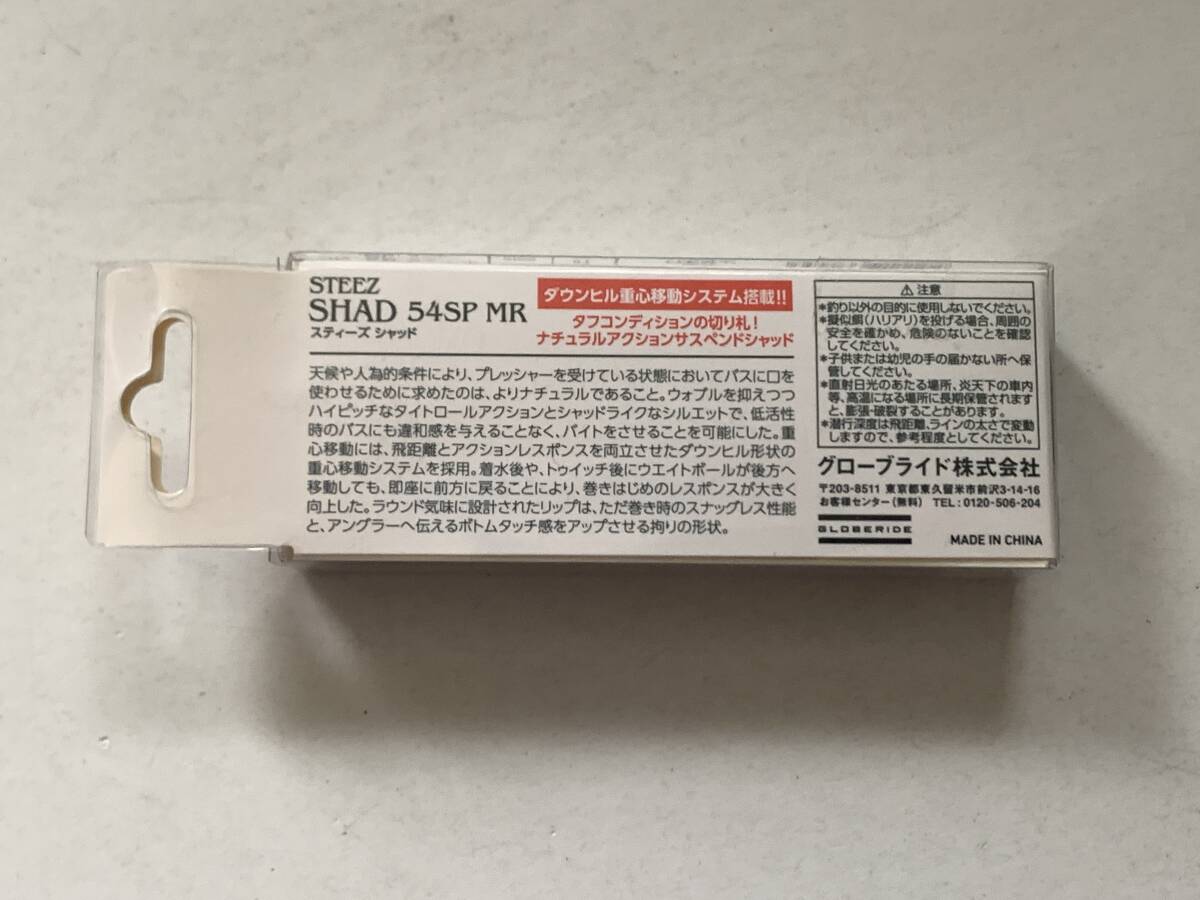 STEEZ
SHAD 54SP MR
スティーズ シャッド
ダウンヒル重心移動システム搭載!!
タフコンディションの切り札!
ナチュラルアクションサスペンドシャッド
天候や人為的条件により、プレッシャーを受けている状態においてバスに口を
使わせるために求めたのは、よりナチュラルであること。ウォブルを抑えつつ
ハイピッチなタイトロールアクションとシャッドライクなシルエットで、低活性
時のバスにも違和感を与えることなく、バイトをさせることを可能にした。重
心移動には、飛距離とアクションレスポンスを両立させたダウンヒル形状の
重心移動システムを採用。着水後や、トゥイッチ後にウエイトボールが後方へ
移動しても、即座に前方に戻ることにより、巻きはじめのレスポンスが大きく
向上した。ラウンド気味に設計されたリップは、ただ巻き時のスナッグレス性能
と、アングラーへ伝えるボトムタッチ感をアップさせる拘りの形状。
⚠ 注意
*釣り以外の目的に使用しないでください。
*擬似餌(ハリアリ)を投げる場合、周囲の
安全を確かめ、危険のないことを確認
してください。
*子供または幼児の手の届かない所へ保
管してください。
*直射日光のあたる場所、炎天下の車内
等、高温になる場所に長期保管されます
と、膨張・破裂することがあります。
*潜行深度は飛距離、ラインの太さで変動
しますので、参考程度としてください。
グローブライド株式会社
〒203-8511 東京都東久留米市前沢3-14-16
お客様センター(無料) TEL:0120-506-204
GLOBERIDE
MADE IN CHINA